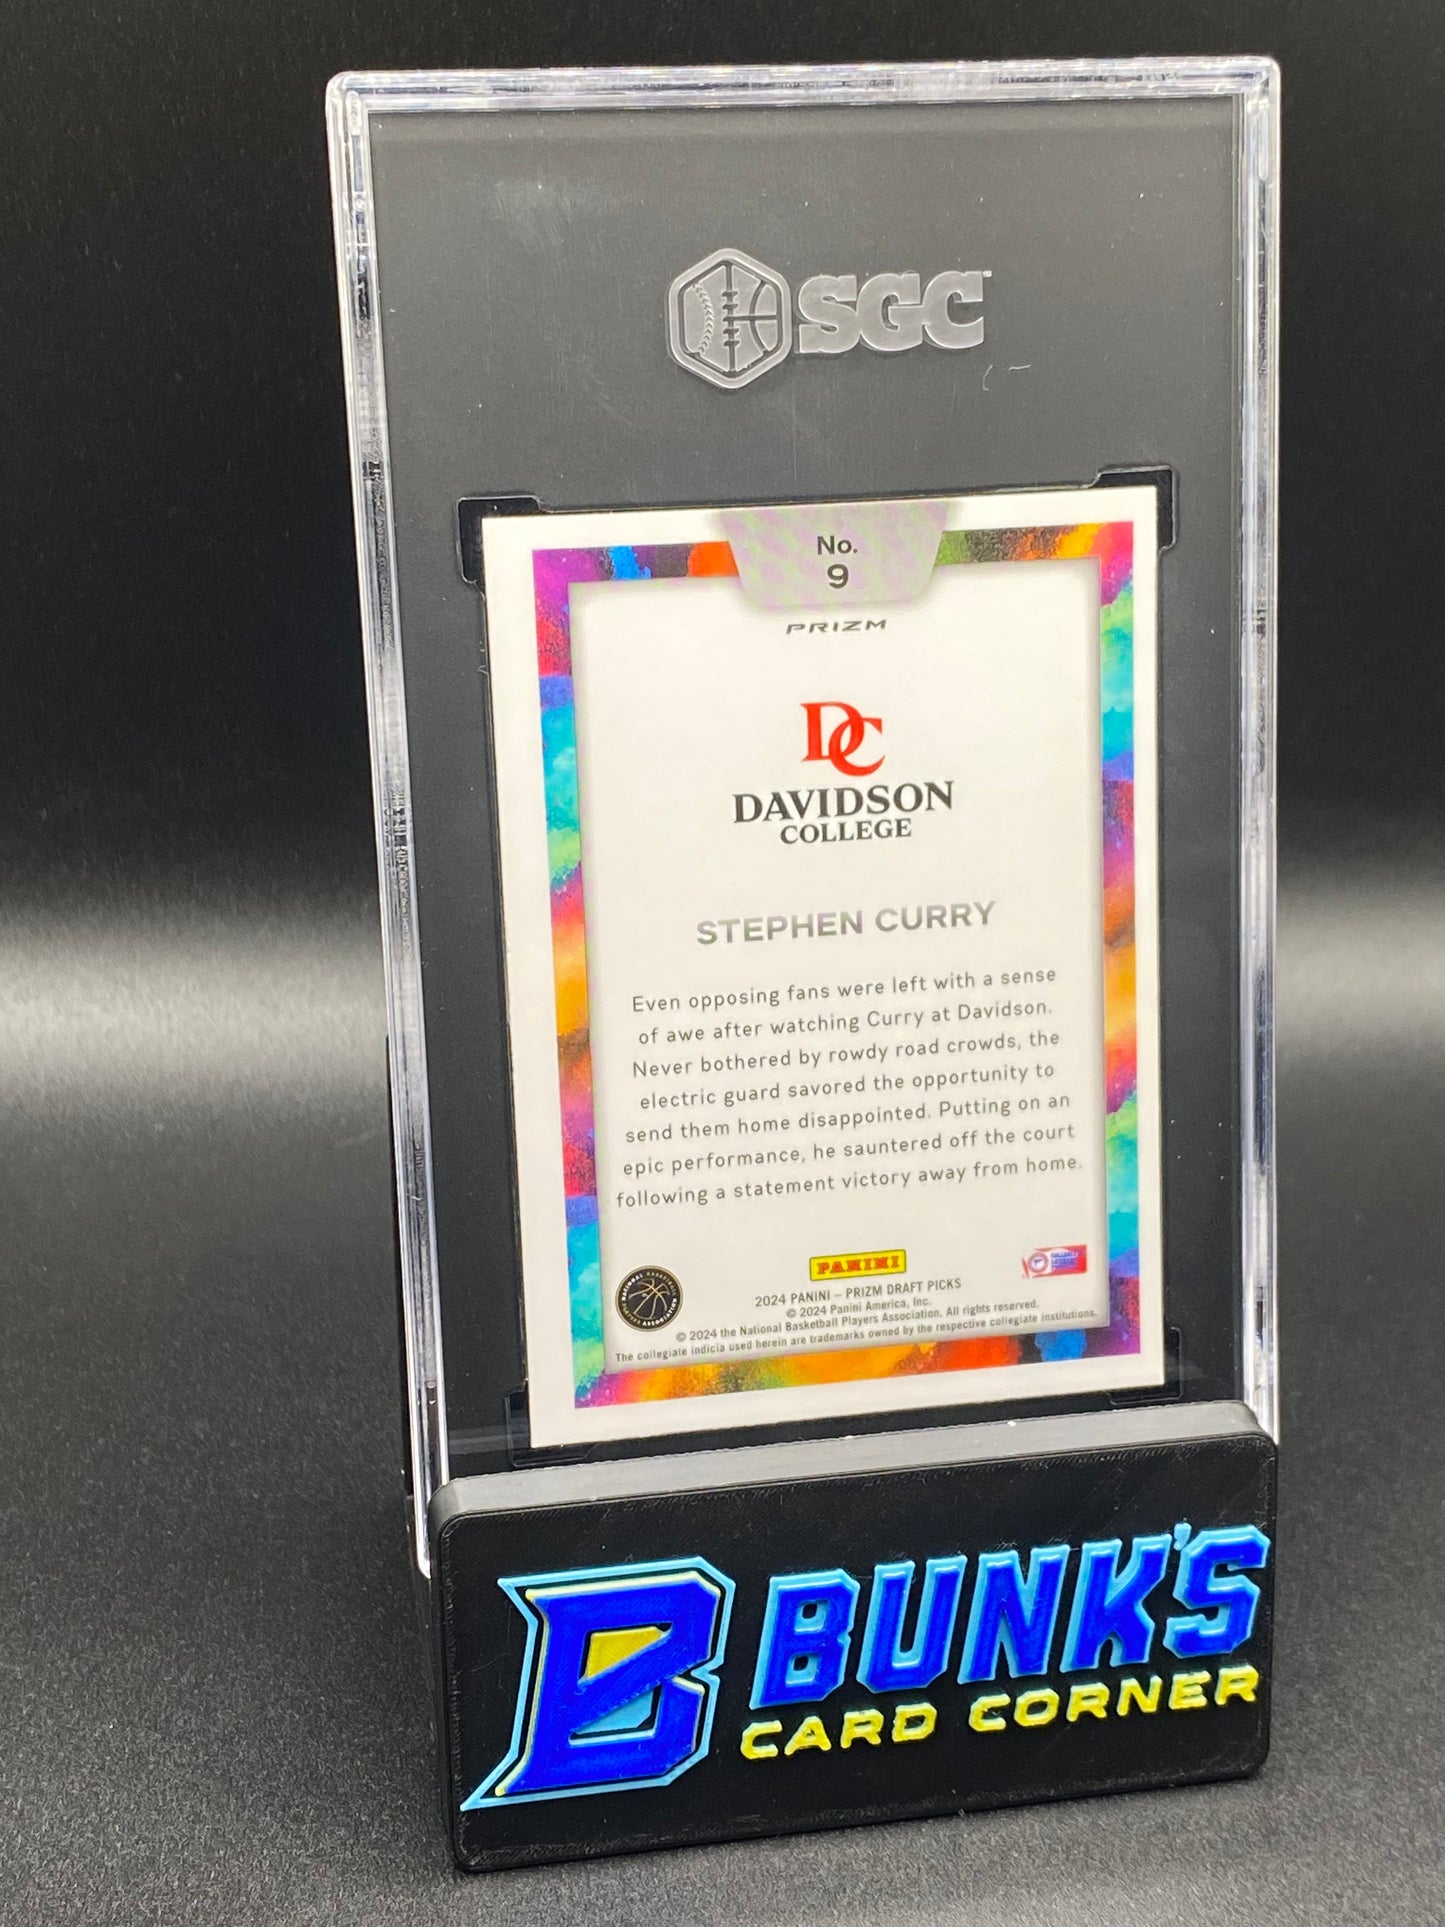 SGC
No.
9
PRIZM
DC
DAVIDSON
COLLEGE
STEPHEN CURRY
Even opposing fans were left with a sense
of awe after watching Curry at Davidson.
Never bothered by rowdy road crowds, the
electric guard savored the opportunity to
send them home disappointed. Putting on an
epic performance, he sauntered off the court
following a statement victory away from home.
PANINI
NATIONAL BASKETBALL PLAYERS ASSOCIATION
2024 PANINI – PRIZM DRAFT PICKS
© 2024 Panini America, Inc.
© 2024 the National Basketball Players Association. All rights reserved.
The collegiate indicia used herein are trademarks owned by the respective collegiate institutions.
B BUNK'S
CARD CORNER